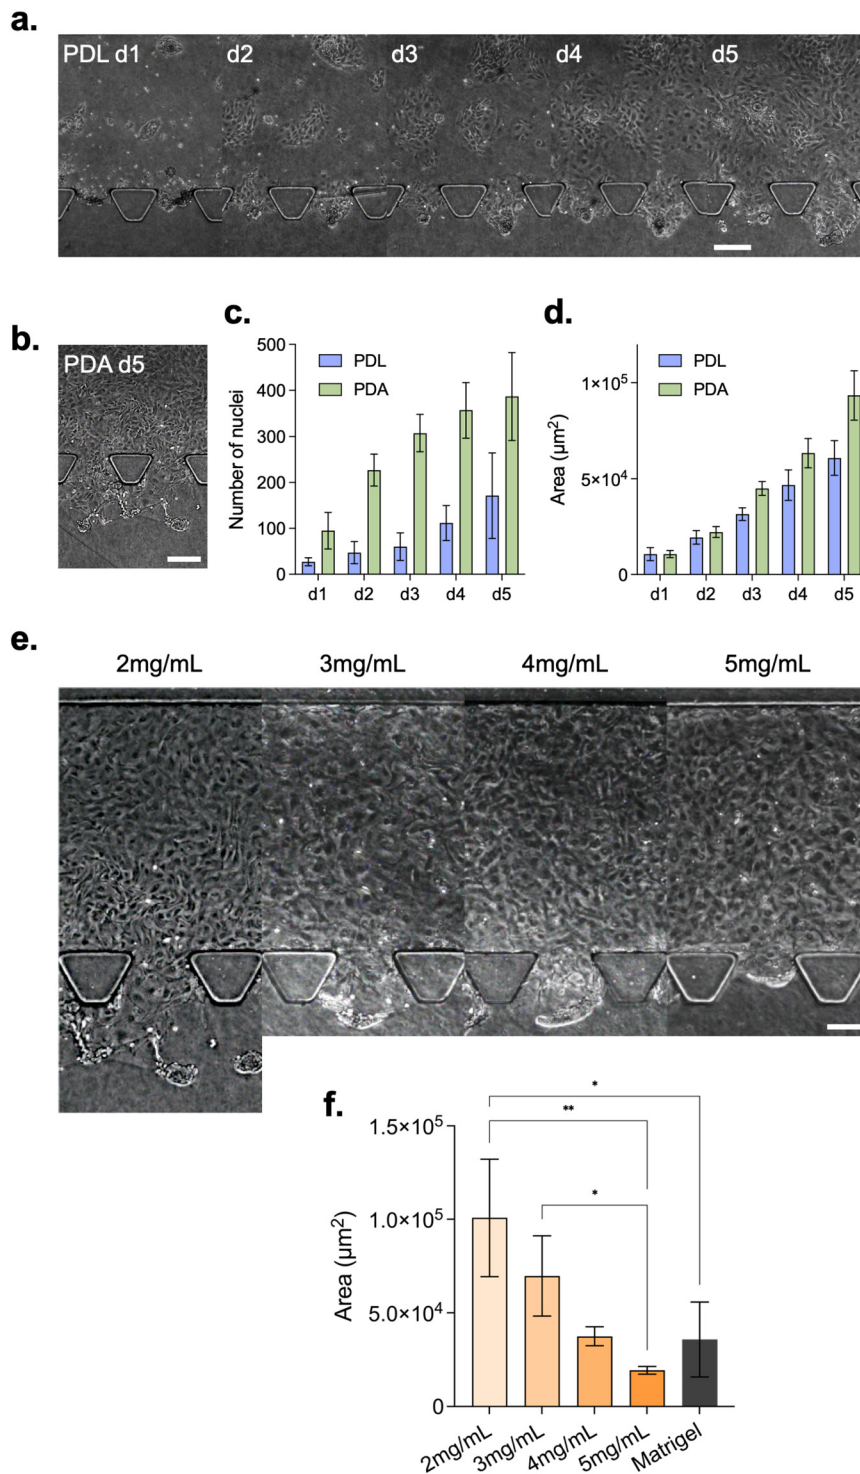 a.
PDL d1 d2 d3 d4 d5
b.
PDA d5
c.
Number of nuclei
500
400
300
200
100
0
PDL
PDA
d1 d2 d3 d4 d5
d.
Area (µm²)
1×10⁵
5×10⁴
0
PDL
PDA
d1 d2 d3 d4 d5
e.
2mg/mL 3mg/mL 4mg/mL 5mg/mL
f.
Area (µm²)
1.5×10⁵
1.0×10⁵
5.0×10⁴
0
*
**
*
2mg/mL 3mg/mL 4mg/mL 5mg/mL Matrigel